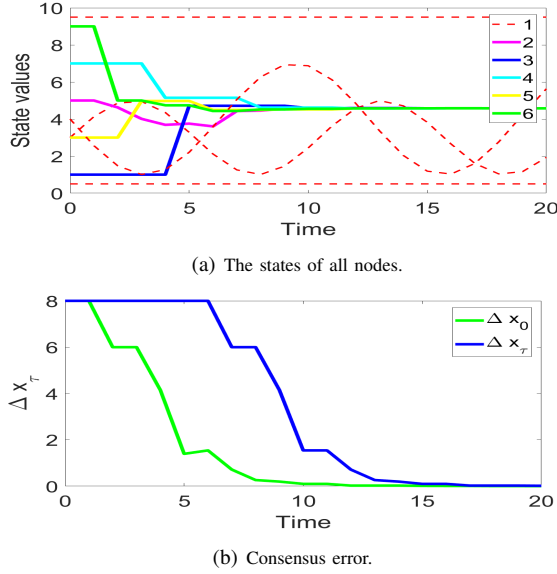 10
8
6
4
2
0
State values
1
2
3
4
5
6
0 5 10 15 20
Time
(a) The states of all nodes.
8
6
4
2
0
Δ x_τ
Δ x_0
Δ x_τ
0 5 10 15 20
Time
(b) Consensus error.